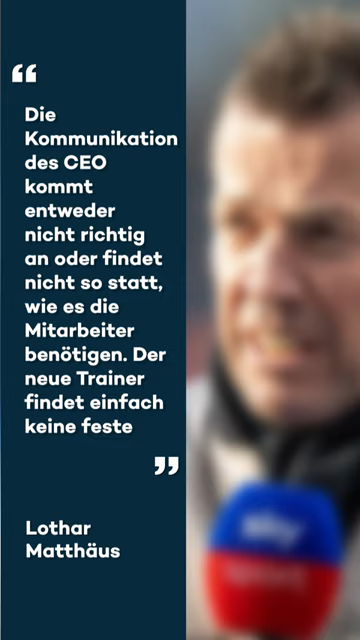 “
Die
Kommunikation
des CEO
kommt
entweder
nicht richtig
an oder findet
nicht so statt,
wie es die
Mitarbeiter
benötigen. Der
neue Trainer
findet einfach
keine feste
”
Lothar
Matthäus
sky